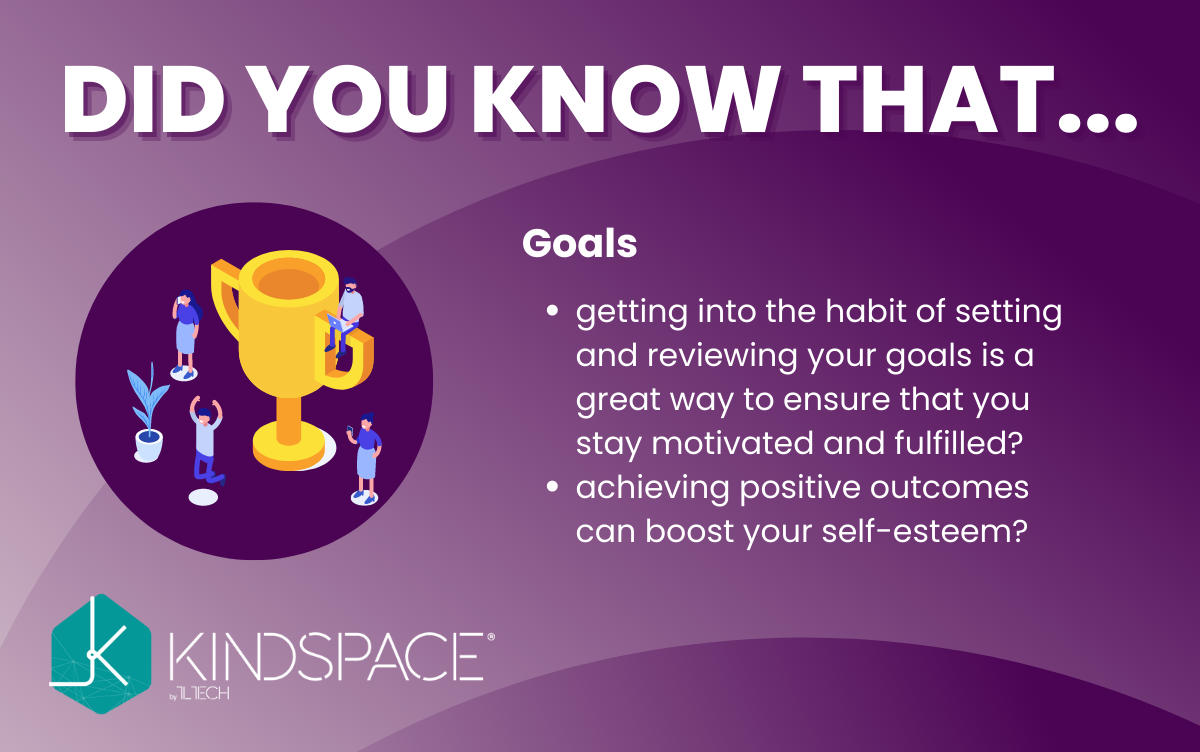 DID YOU KNOW THAT...
Goals
• getting into the habit of setting
and reviewing your goals is a
great way to ensure that you
stay motivated and fulfilled?
• achieving positive outcomes
can boost your self-esteem?
KINDSPACE®
by 1L1TECH